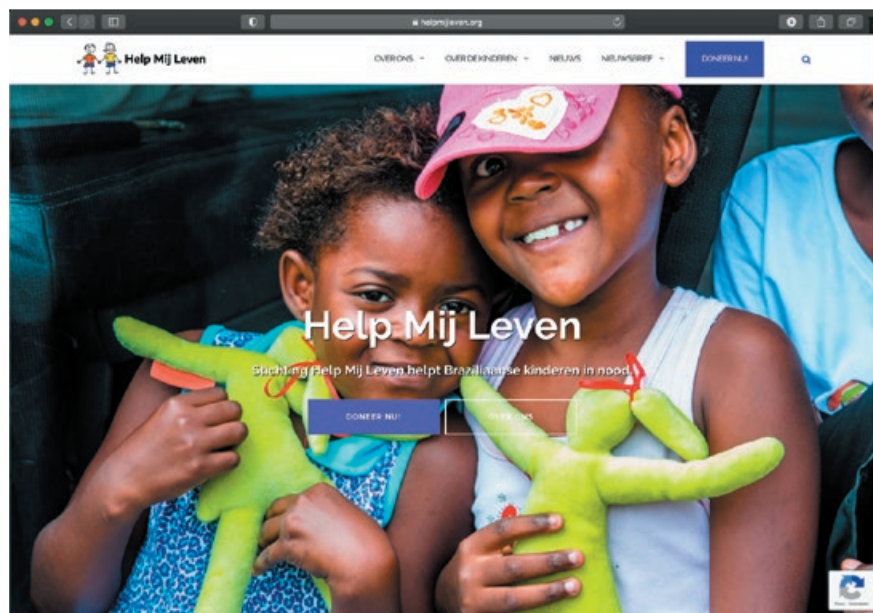 helpmijleven.org
Help Mij Leven
OVER ONS
OVER DE KINDEREN
NIEUWS
NIEUWSBRIEF
DONEER NU!
Help Mij Leven
Stichting Help Mij Leven helpt Braziliaanse kinderen in nood.
DONEER NU!
OVER ONS